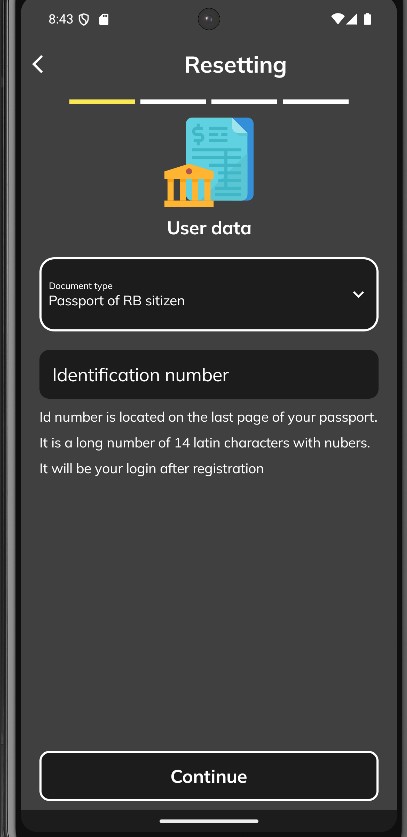 8:43
Resetting
User data
Document type
Passport of RB sitizen
Identification number
Id number is located on the last page of your passport.
It is a long number of 14 latin characters with nubers.
It will be your login after registration
Continue